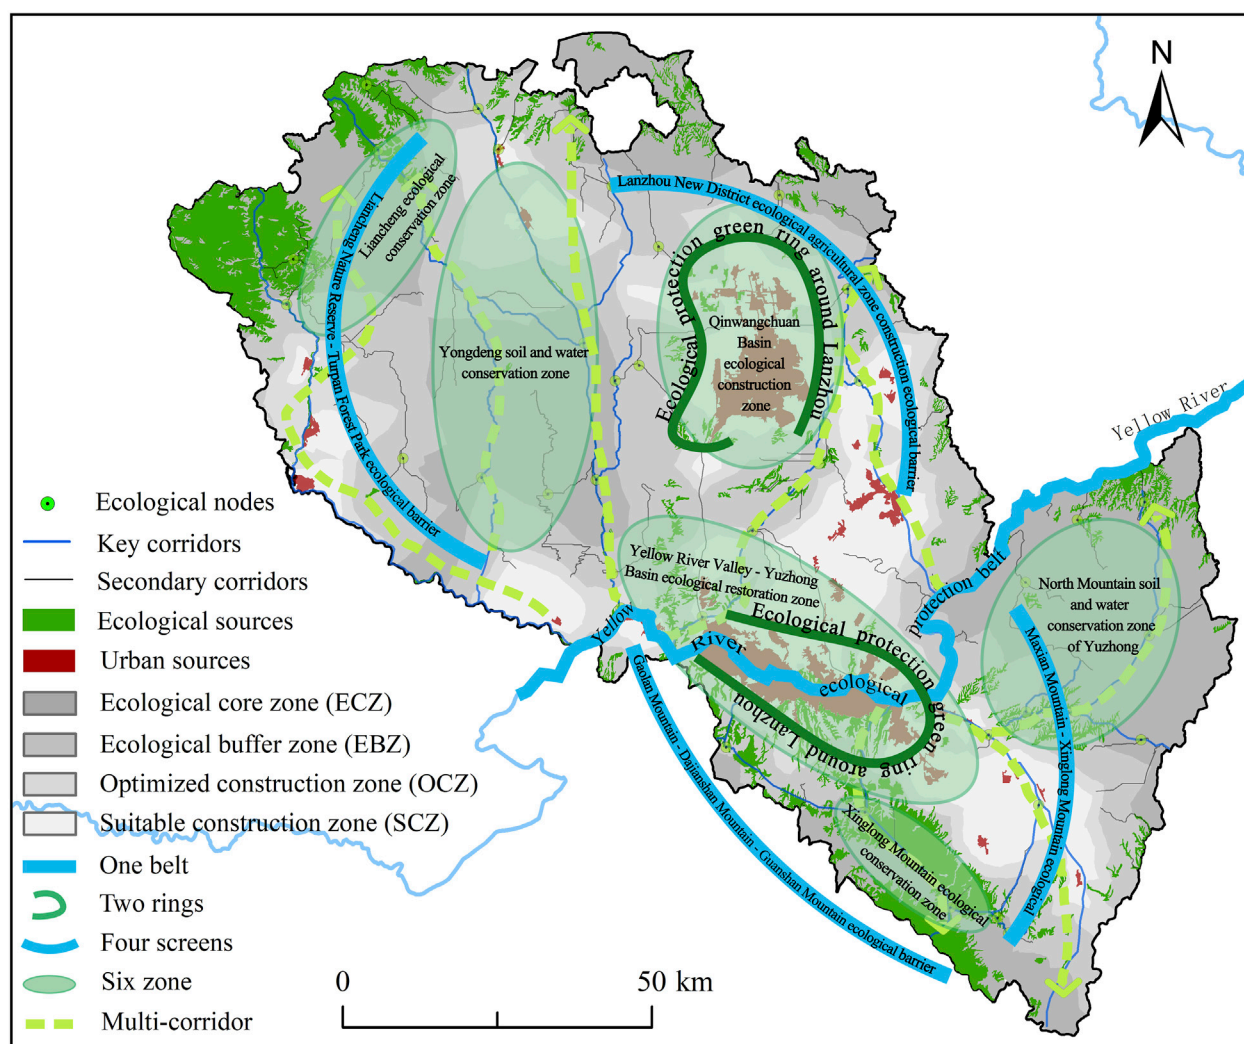 N
Lanzhou New District ecological agricultural zone construction ecological barrier
Liancheng ecological
conservation zone
Liancheng Nature Reserve - Turpan Forest Park ecological barrier
Ecological protection green ring around Lanzhou
Qinwangchuan
Basin
ecological
construction
zone
Yongdeng soil and water
conservation zone
Yellow River
Yellow River Valley - Yuzhong
Basin ecological restoration zone
North Mountain soil
and water
conservation zone
of Yuzhong
Yellow River ecological protection belt
Ecological protection green ring around Lanzhou
Maxian Mountain - Xinglong Mountain ecological
Gaolan Mountain - Dajianshan Mountain - Guanshan Mountain ecological barrier
Xinglong Mountain ecological
conservation zone
Ecological nodes
Key corridors
Secondary corridors
Ecological sources
Urban sources
Ecological core zone (ECZ)
Ecological buffer zone (EBZ)
Optimized construction zone (OCZ)
Suitable construction zone (SCZ)
One belt
Two rings
Four screens
Six zone
Multi-corridor
0 50 km